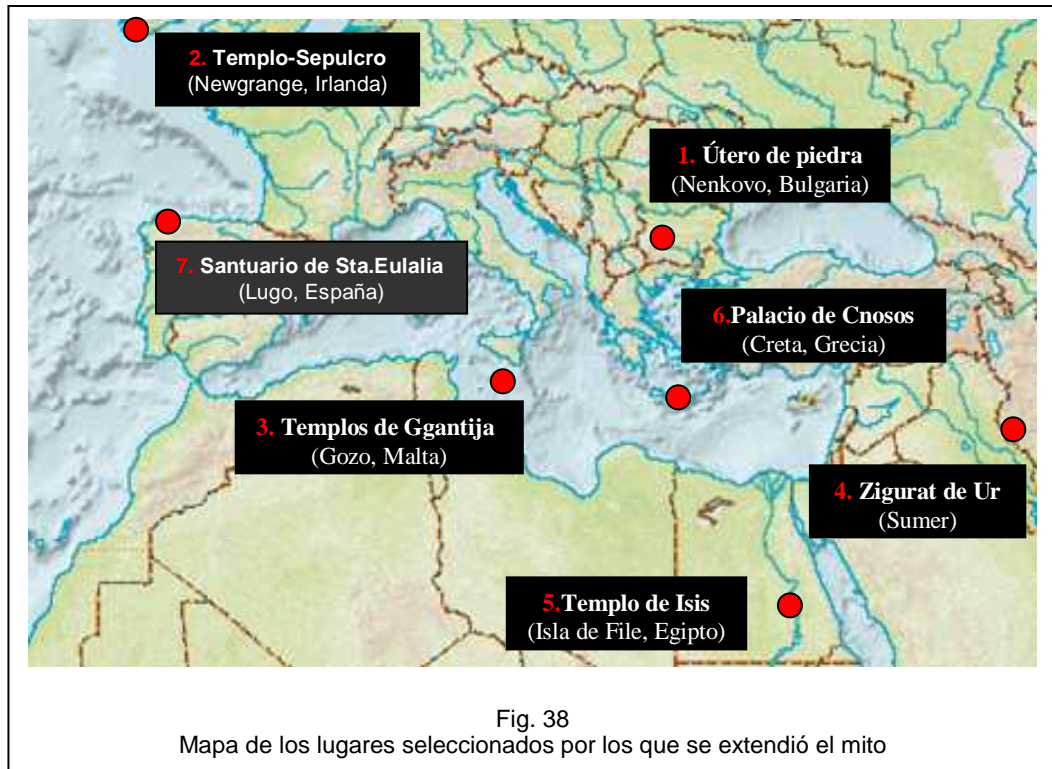 2. Templo-Sepulcro
(Newgrange, Irlanda)
1. Útero de piedra
(Nenkovo, Bulgaria)
7. Santuario de Sta.Eulalia
(Lugo, España)
6.Palacio de Cnosos
(Creta, Grecia)
3. Templos de Ggantija
(Gozo, Malta)
4. Zigurat de Ur
(Sumer)
5.Templo de Isis
(Isla de File, Egipto)
Fig. 38
Mapa de los lugares seleccionados por los que se extendió el mito